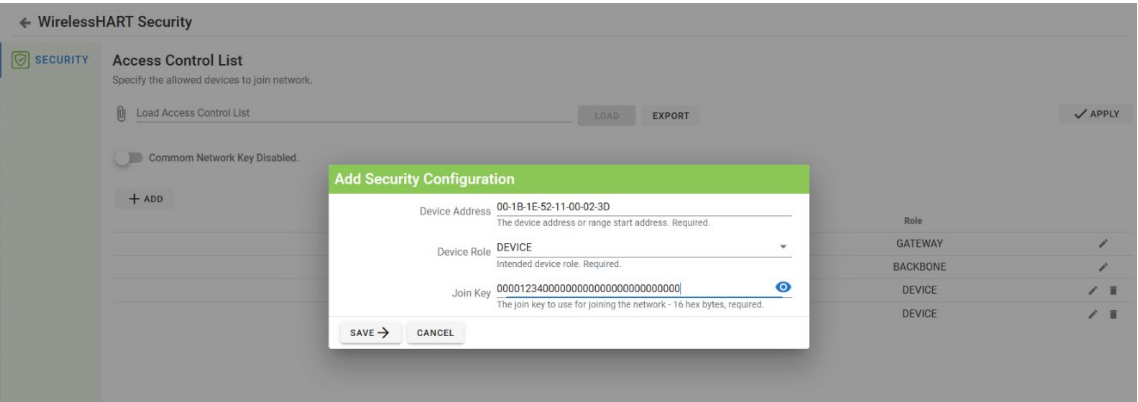 WirelessHART Security
SECURITY
Access Control List
Specify the allowed devices to join network.
Load Access Control List
LOAD
EXPORT
APPLY
Commom Network Key Disabled.
ADD
Add Security Configuration
Device Address 00-1B-1E-52-11-00-02-3D
The device address or range start address. Required.
Device Role DEVICE
Intended device role. Required.
Join Key 00001234000000000000000000000000
The join key to use for joining the network - 16 hex bytes, required.
SAVE
CANCEL
Role
GATEWAY
BACKBONE
DEVICE
DEVICE